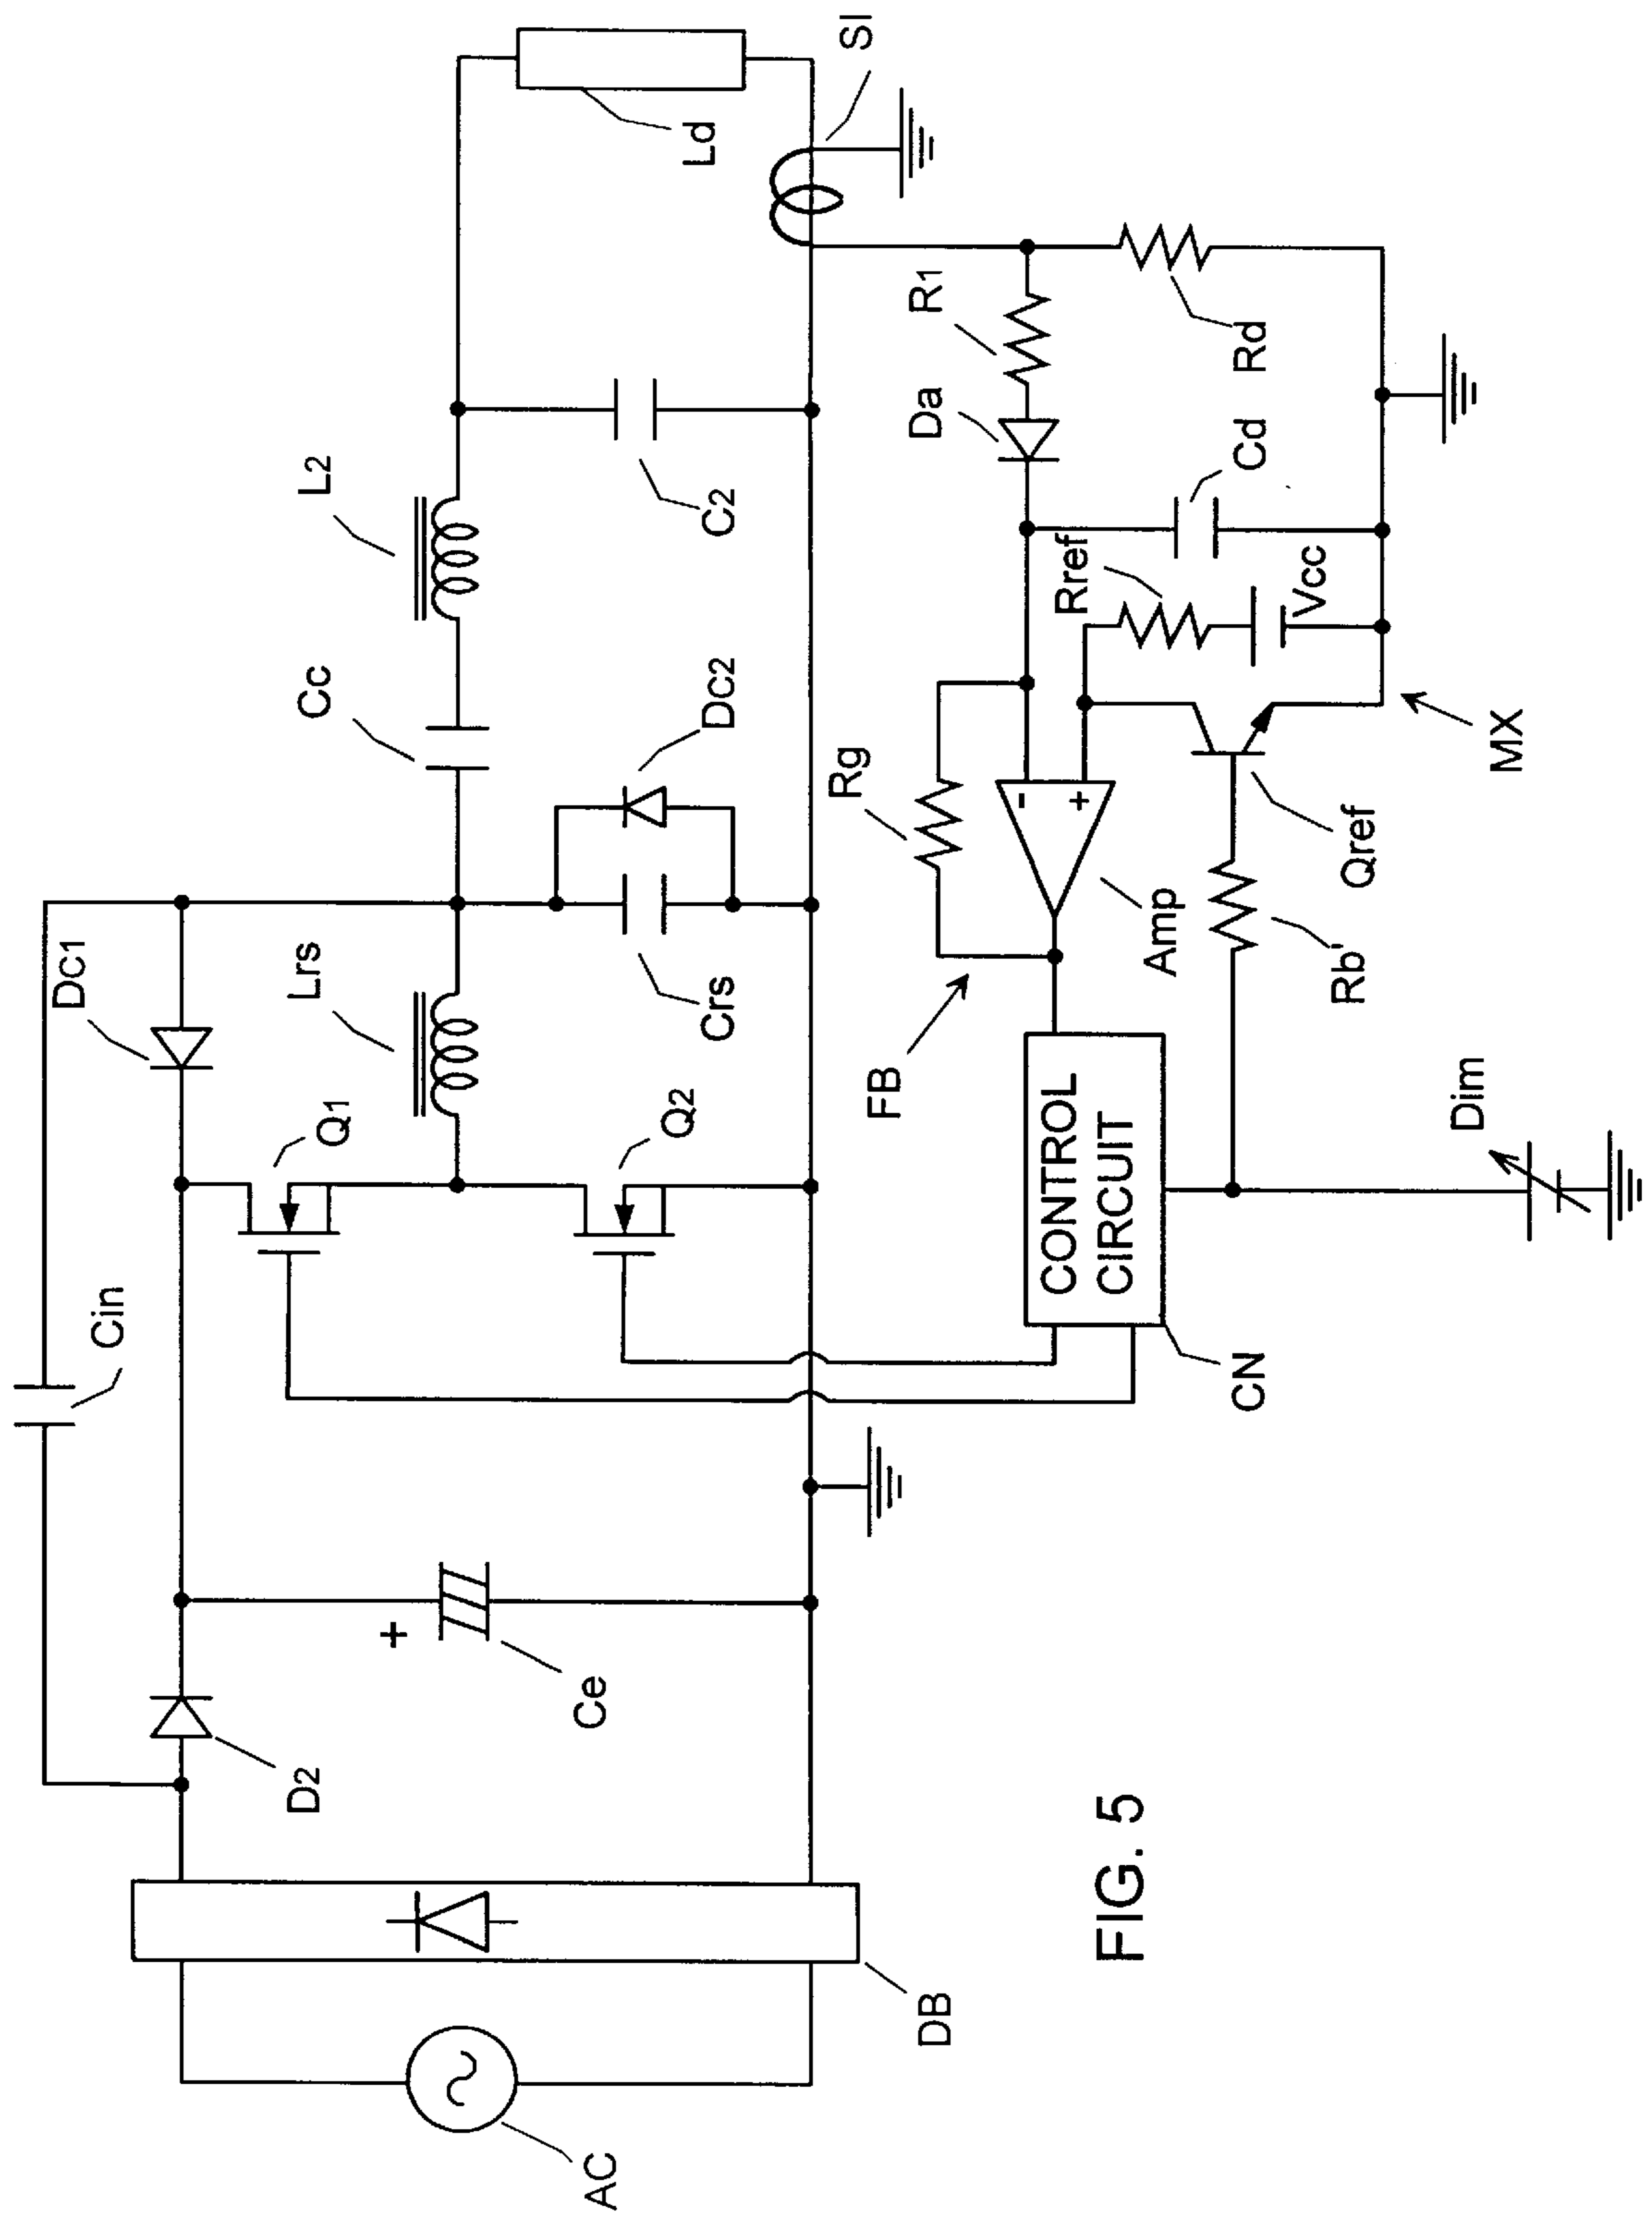 Cin
DC1
D2
Q1
Lrs
Cc
L2
+
Ce
AC
Q2
Crs
DC2
C2
Ld
SI
DB
FB
Rg
Da
R1
-
+
Amp
Rref
Vcc
Cd
Rd
CONTROL
CIRCUIT
CN
Rb'
Qref
MX
Dim
FIG. 5